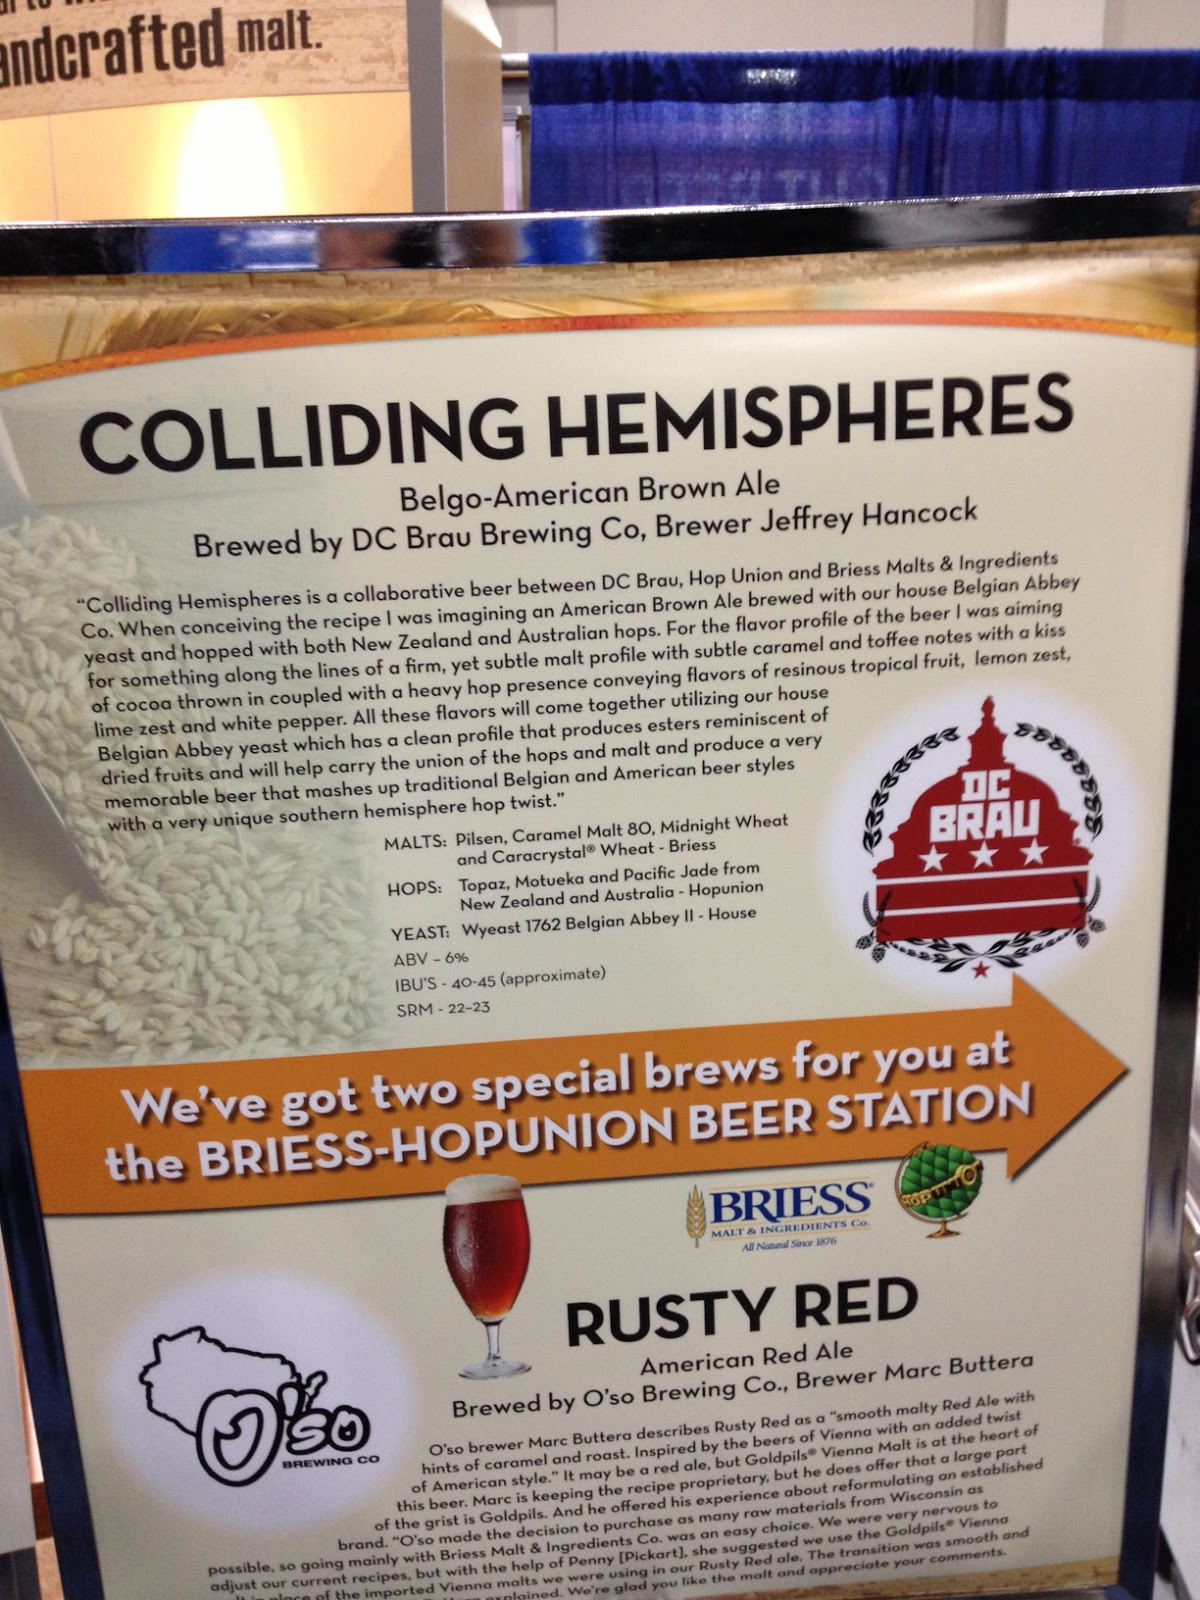 andcrafted malt.
COLLIDING HEMISPHERES
Belgo-American Brown Ale
Brewed by DC Brau Brewing Co, Brewer Jeffrey Hancock
“Colliding Hemispheres is a collaborative beer between DC Brau, Hop Union and Briess Malts & Ingredients
Co. When conceiving the recipe I was imagining an American Brown Ale brewed with our house Belgian Abbey
yeast and hopped with both New Zealand and Australian hops. For the flavor profile of the beer I was aiming
for something along the lines of a firm, yet subtle malt profile with subtle caramel and toffee notes with a kiss
of cocoa thrown in coupled with a heavy hop presence conveying flavors of resinous tropical fruit, lemon zest,
lime zest and white pepper. All these flavors will come together utilizing our house
Belgian Abbey yeast which has a clean profile that produces esters reminiscent of
dried fruits and will help carry the union of the hops and malt and produce a very
memorable beer that mashes up traditional Belgian and American beer styles
with a very unique southern hemisphere hop twist.”
MALTS: Pilsen, Caramel Malt 80, Midnight Wheat
and Caracrystal® Wheat - Briess
HOPS: Topaz, Motueka and Pacific Jade from
New Zealand and Australia - Hopunion
YEAST: Wyeast 1762 Belgian Abbey II - House
ABV - 6%
IBU'S - 40-45 (approximate)
SRM - 22-23
DC
BRAU
We've got two special brews for you at
the BRIESS-HOPUNION BEER STATION
BRIESS®
MALT & INGREDIENTS Co.
All Natural Since 1876
RUSTY RED
American Red Ale
Brewed by O'so Brewing Co., Brewer Marc Buttera
O'so
BREWING CO
O'so brewer Marc Buttera describes Rusty Red as a “smooth malty Red Ale with
hints of caramel and roast. Inspired by the beers of Vienna with an added twist
of American style.” It may be a red ale, but Goldpils® Vienna Malt is at the heart of
this beer. Marc is keeping the recipe proprietary, but he does offer that a large part
of the grist is Goldpils. And he offered his experience about reformulating an established
brand. “O'so made the decision to purchase as many raw materials from Wisconsin as
possible, so going mainly with Briess Malt & Ingredients Co. was an easy choice. We were very nervous to
adjust our current recipes, but with the help of Penny [Pickart], she suggested we use the Goldpils® Vienna
in place of the imported Vienna malts we were using in our Rusty Red ale. The transition was smooth and
explained. We're glad you like the malt and appreciate your comments.